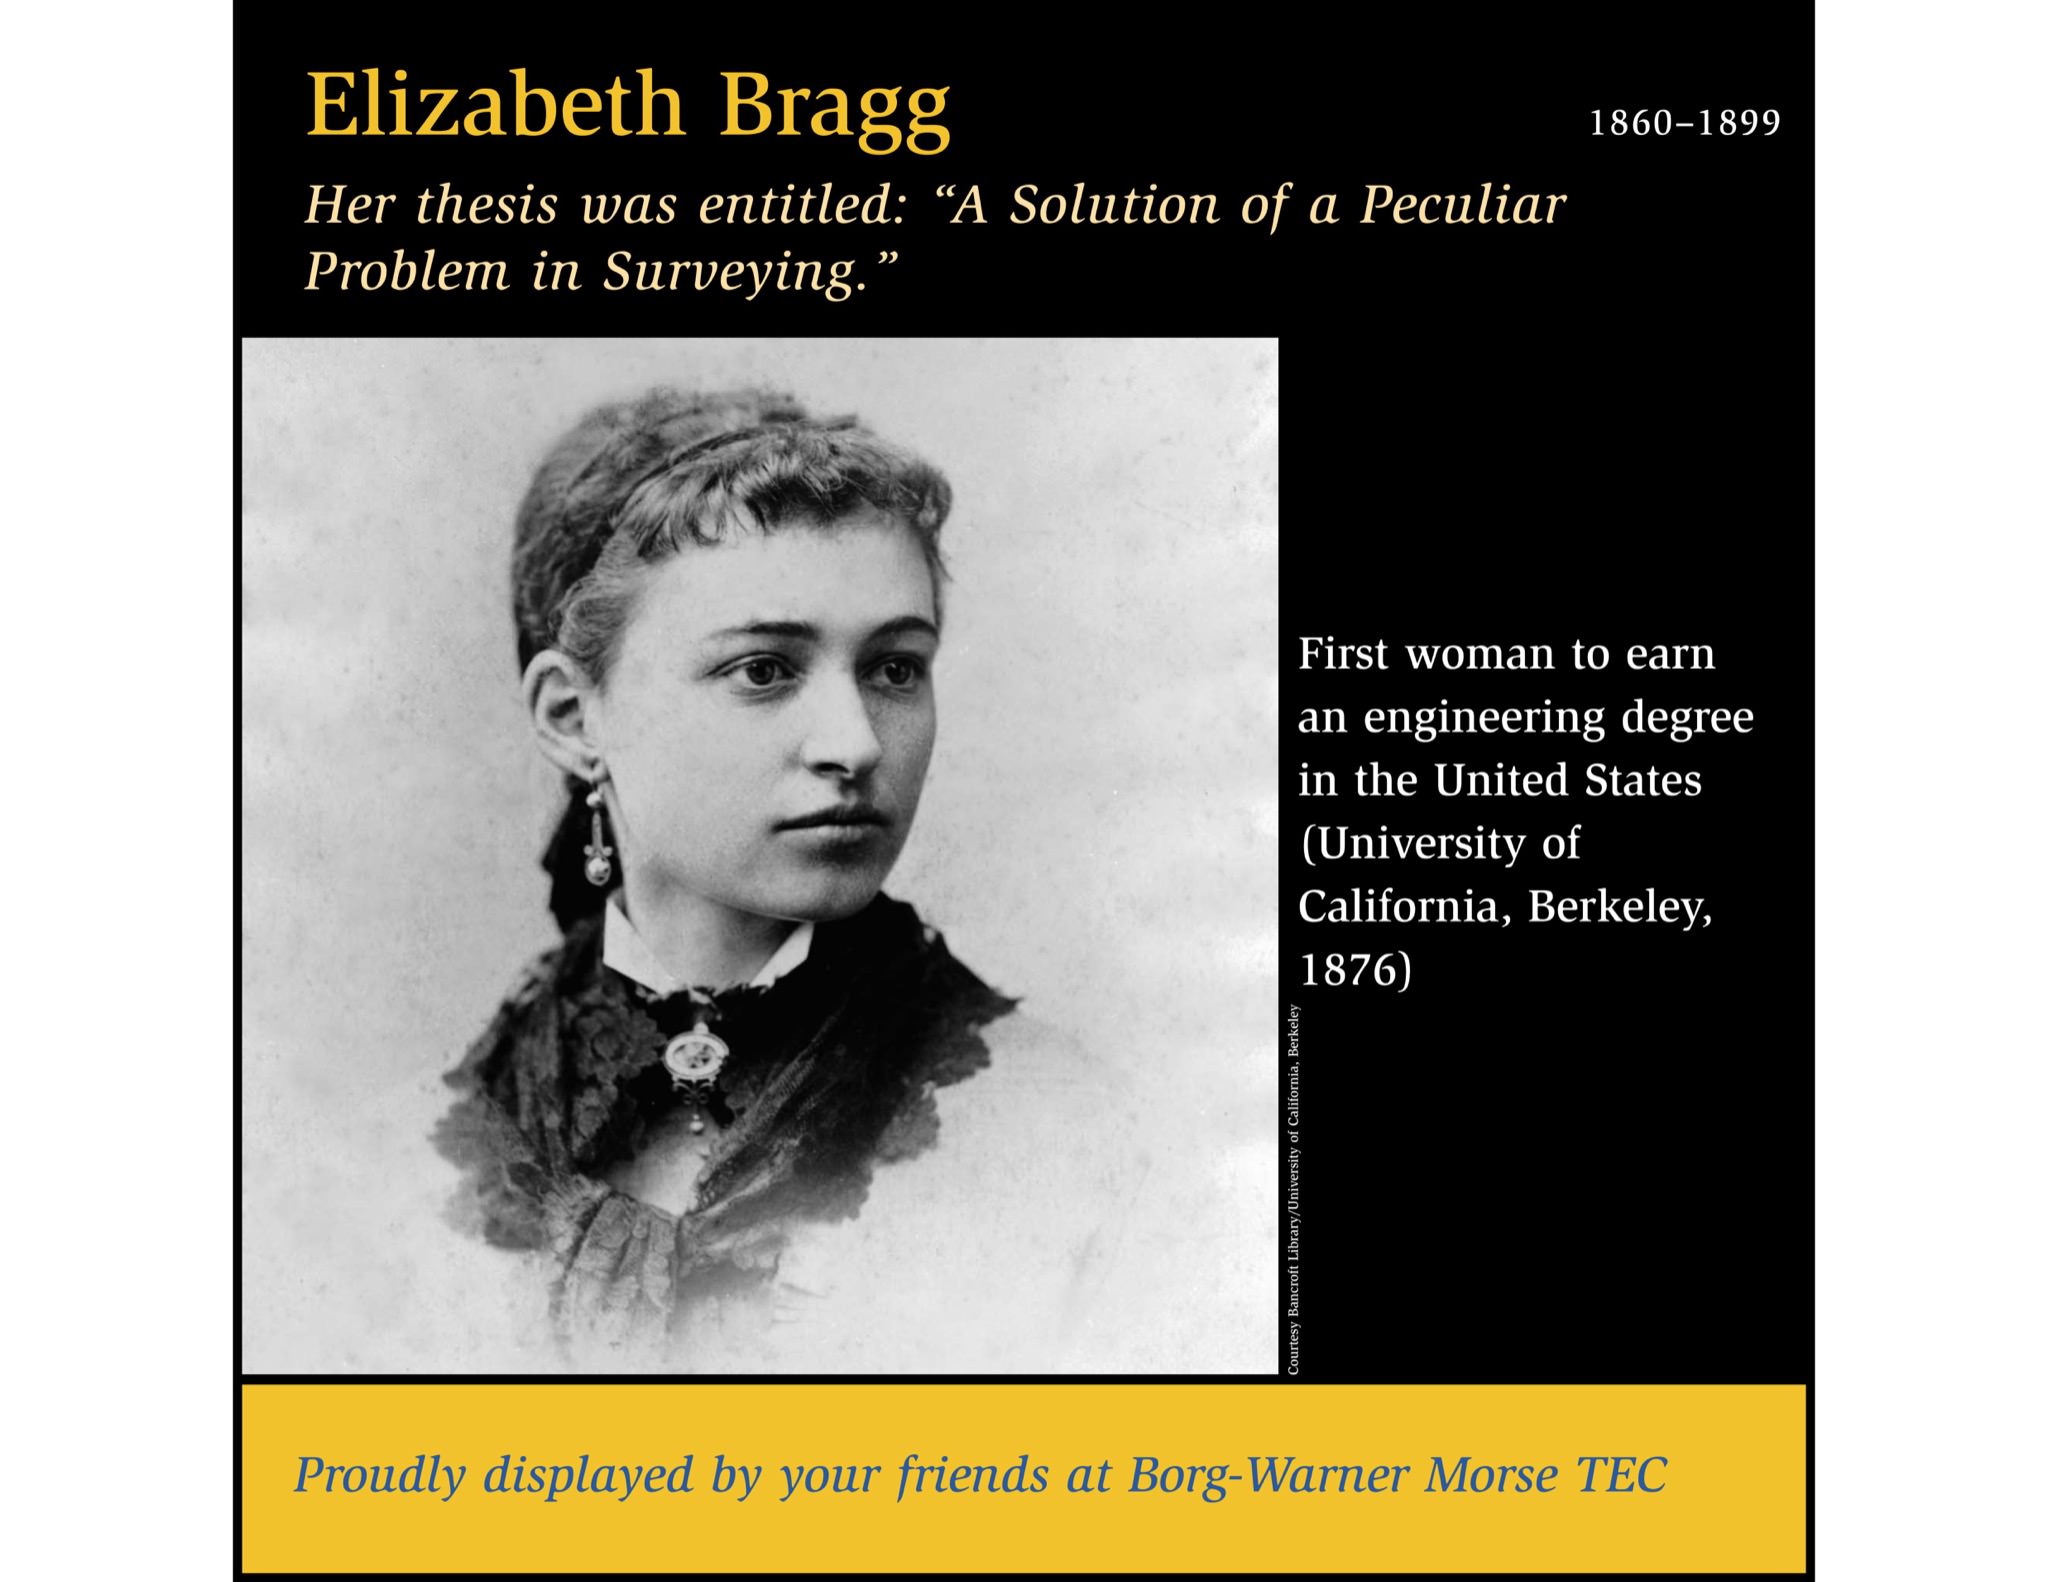 Elizabeth Bragg
1860–1899
Her thesis was entitled: “A Solution of a Peculiar
Problem in Surveying.”
First woman to earn
an engineering degree
in the United States
(University of
California, Berkeley,
1876)
Courtesy Bancroft Library/University of California, Berkeley
Proudly displayed by your friends at Borg-Warner Morse TEC